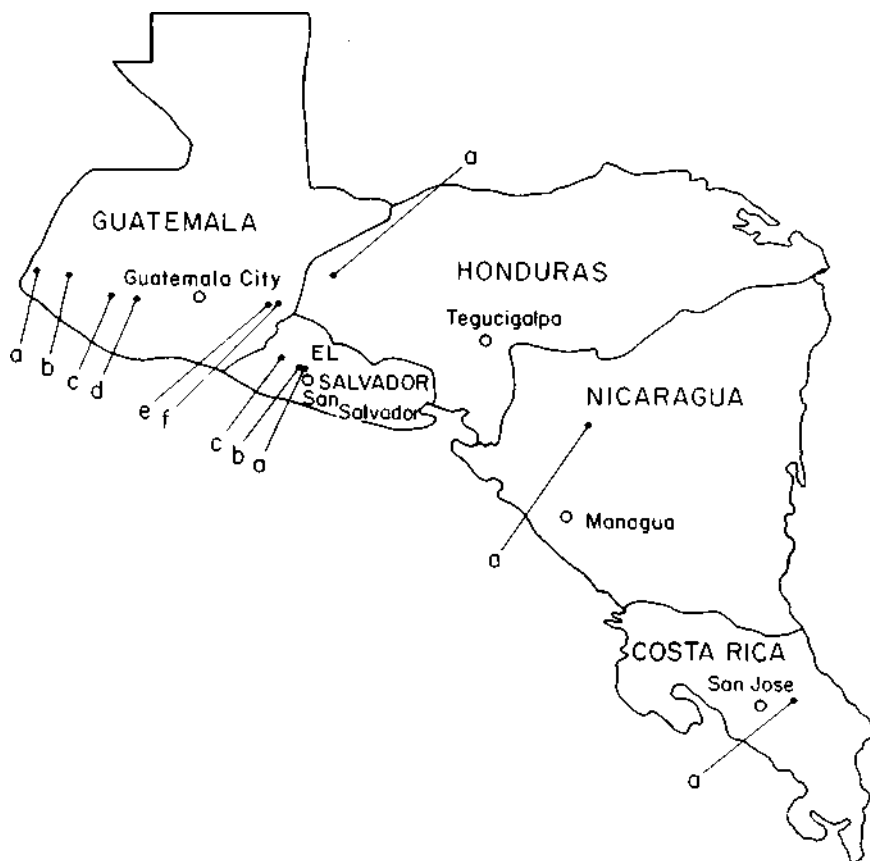 a
GUATEMALA
HONDURAS
Guatemala City
Tegucigalpa
a
b
c
d
e
f
EL
SALVADOR
San
Salvador
c
b
a
NICARAGUA
Managua
a
COSTA RICA
San Jose
a